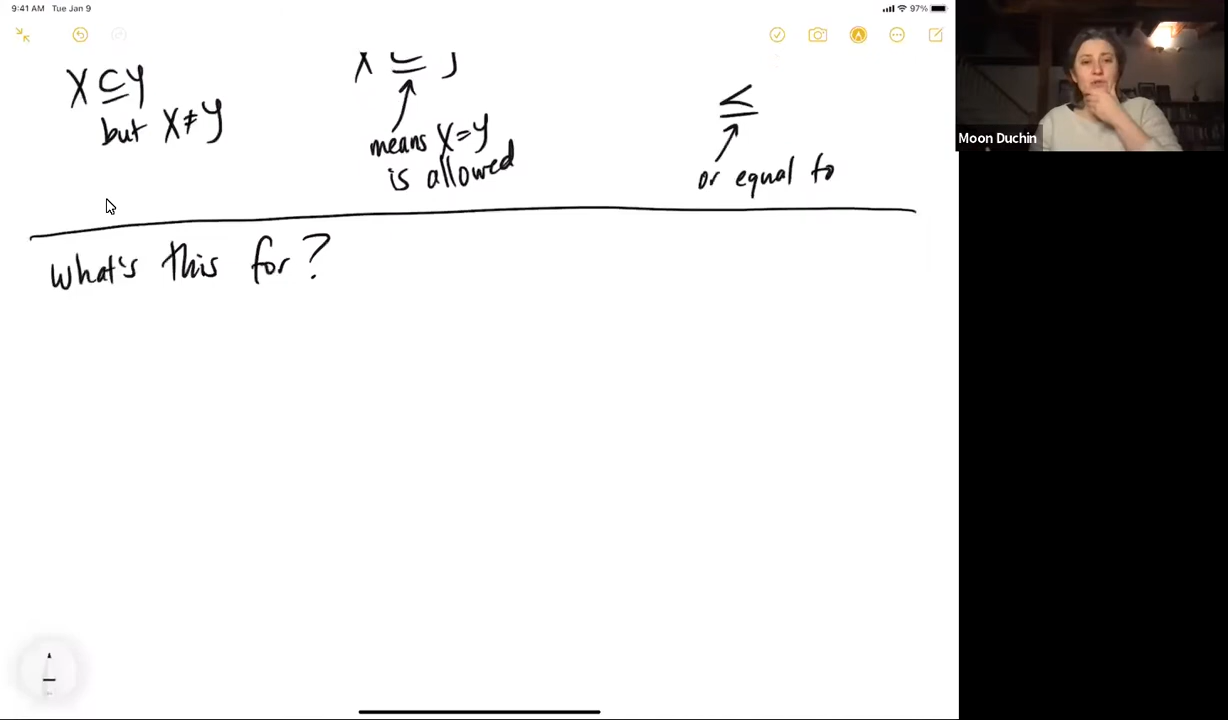 9:41 AM Tue Jan 9
97%
X ⊆ Y
but X ≠ Y
X ⊆ Y
means X = Y
is allowed
≤
or equal to
What's this for?
Moon Duchin